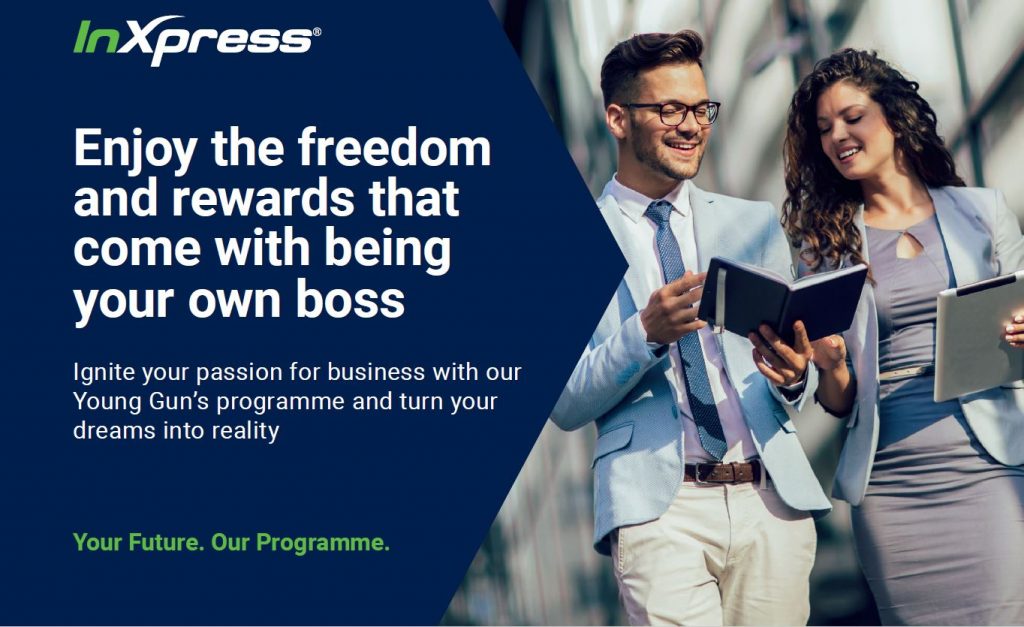 InXpress®
Enjoy the freedom
and rewards that
come with being
your own boss
Ignite your passion for business with our
Young Gun’s programme and turn your
dreams into reality
Your Future. Our Programme.